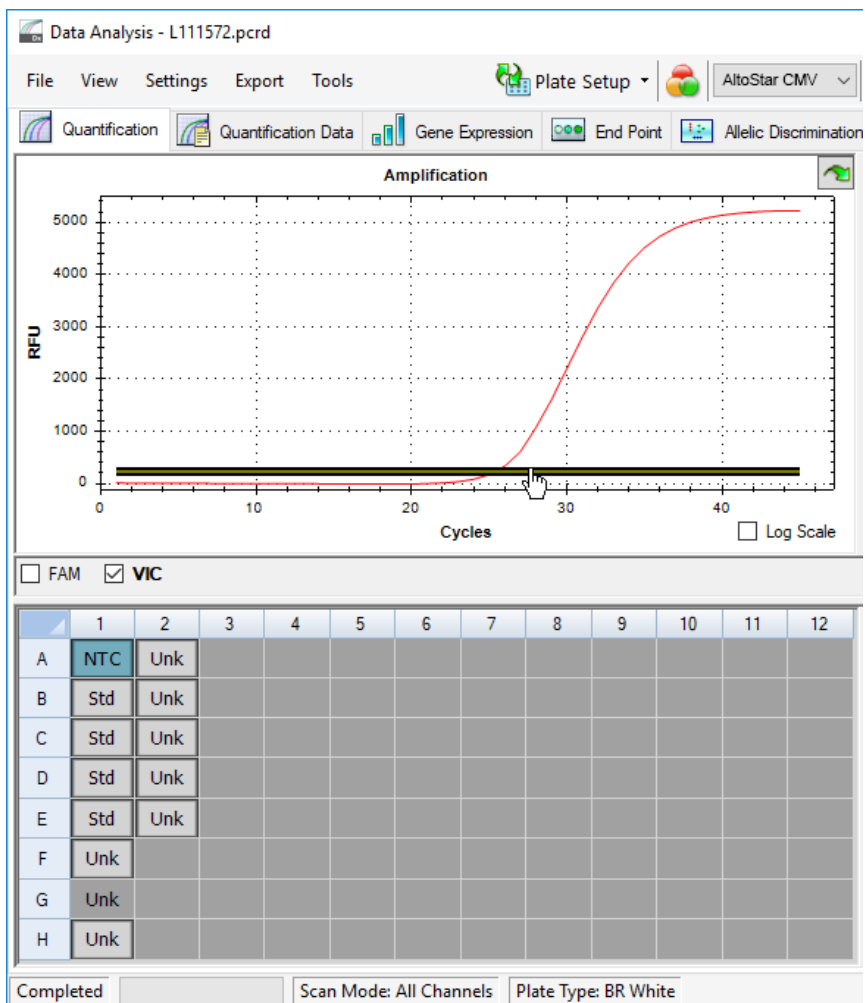 Data Analysis - L111572.pcrd
File View Settings Export Tools Plate Setup AltoStar CMV
Quantification Quantification Data Gene Expression End Point Allelic Discrimination
Amplification
5000
4000
3000
2000
1000
0
RFU
0 10 20 30 40
Cycles
Log Scale
FAM VIC
1 2 3 4 5 6 7 8 9 10 11 12
A NTC Unk
B Std Unk
C Std Unk
D Std Unk
E Std Unk
F Unk
G Unk
H Unk
Completed Scan Mode: All Channels Plate Type: BR White